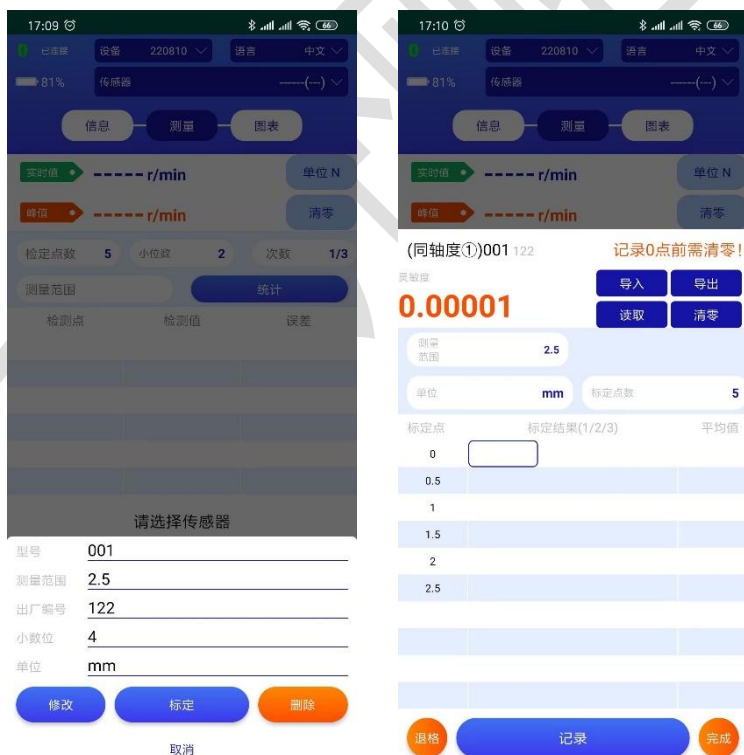 17:09
66
已连接
设备
220810
语言
中文
81%
传感器
-----(---)
信息
测量
图表
实时值
----- r/min
单位 N
峰值
----- r/min
清零
检定点数 5
小位政 2
次数 1/3
测量范围
统计
检测点
检测值
误差
请选择传感器
型号 001
测量范围 2.5
出厂编号 122
小数位 4
单位 mm
修改
标定
删除
取消
17:10
66
已连接
设备
220810
语言
中文
81%
传感器
-----(---)
信息
测量
图表
实时值
----- r/min
单位 N
峰值
----- r/min
清零
(同轴度①)001 122
记录0点前需清零!
灵敏度
0.00001
导入
导出
读取
清零
测量
范围
2.5
单位 mm
标定点数 5
标定点
标定结果(1/2/3)
平均值
0
0.5
1
1.5
2
2.5
退格
记录
完成